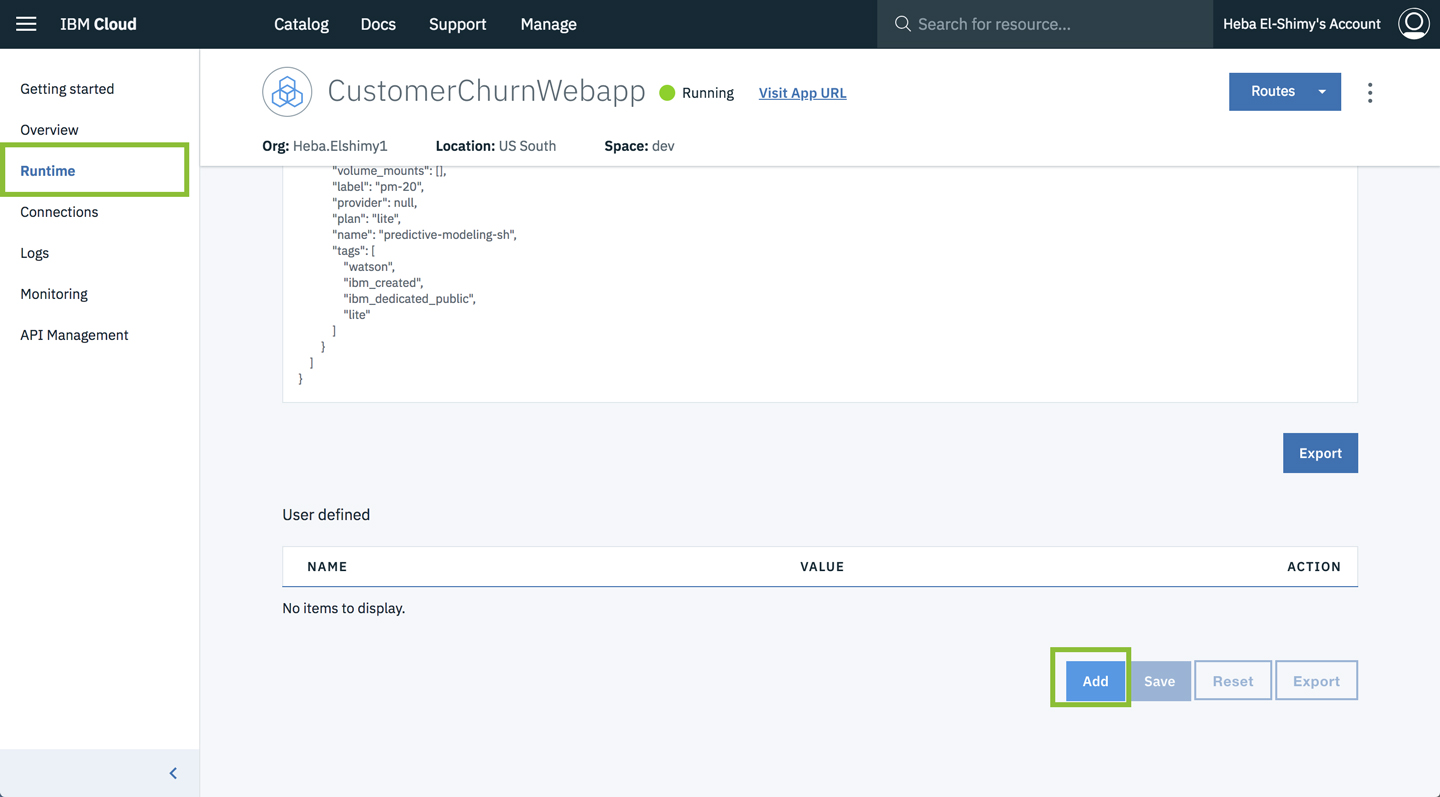 IBM Cloud Catalog Docs Support Manage Search for resource... Heba El-Shimy's Account
Getting started
Overview
Runtime
Connections
Logs
Monitoring
API Management
CustomerChurnWebapp Running Visit App URL Routes
Org: Heba.Elshimy1 Location: US South Space: dev
"volume_mounts": [],
"label": "pm-20",
"provider": null,
"plan": "lite",
"name": "predictive-modeling-sh",
"tags": [
"watson",
"ibm_created",
"ibm_dedicated_public",
"lite"
]
}
]
}
Export
User defined
NAME VALUE ACTION
No items to display.
Add Save Reset Export